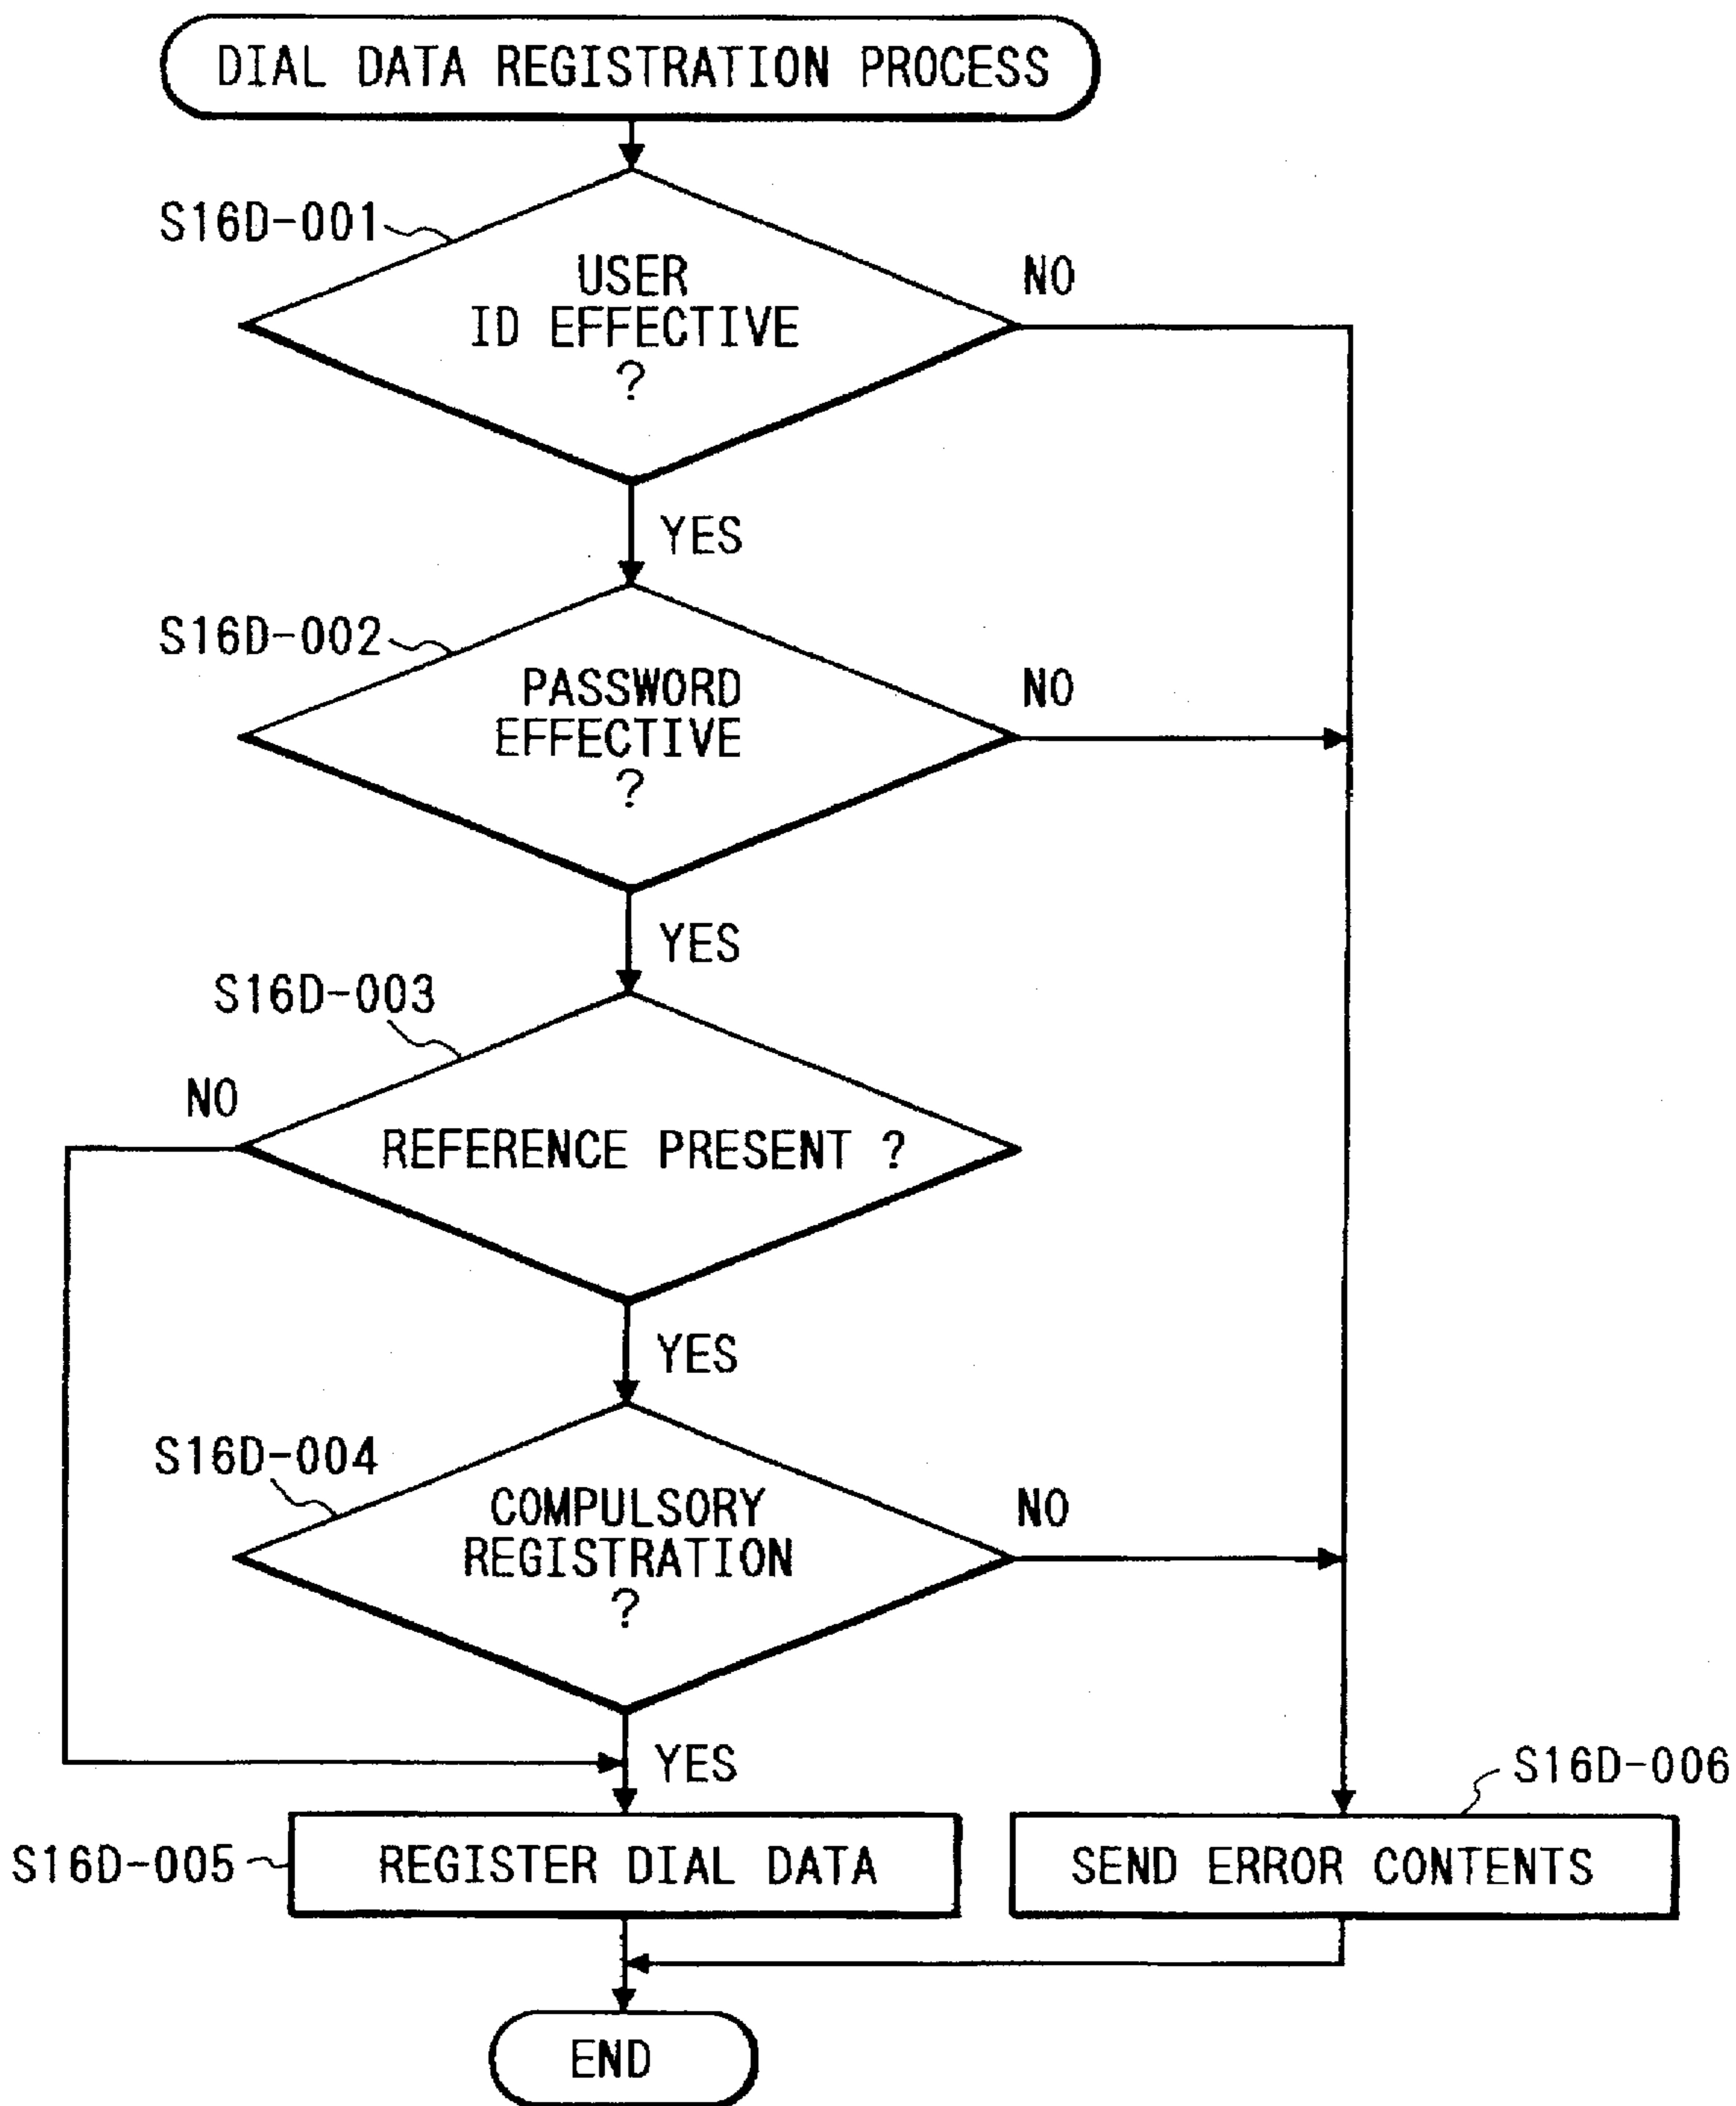 DIAL DATA REGISTRATION PROCESS
S16D-001
USER
ID EFFECTIVE
?
NO
YES
S16D-002
PASSWORD
EFFECTIVE
?
NO
YES
S16D-003
NO
REFERENCE PRESENT ?
YES
S16D-004
COMPULSORY
REGISTRATION
?
NO
YES
S16D-006
S16D-005
REGISTER DIAL DATA
SEND ERROR CONTENTS
END